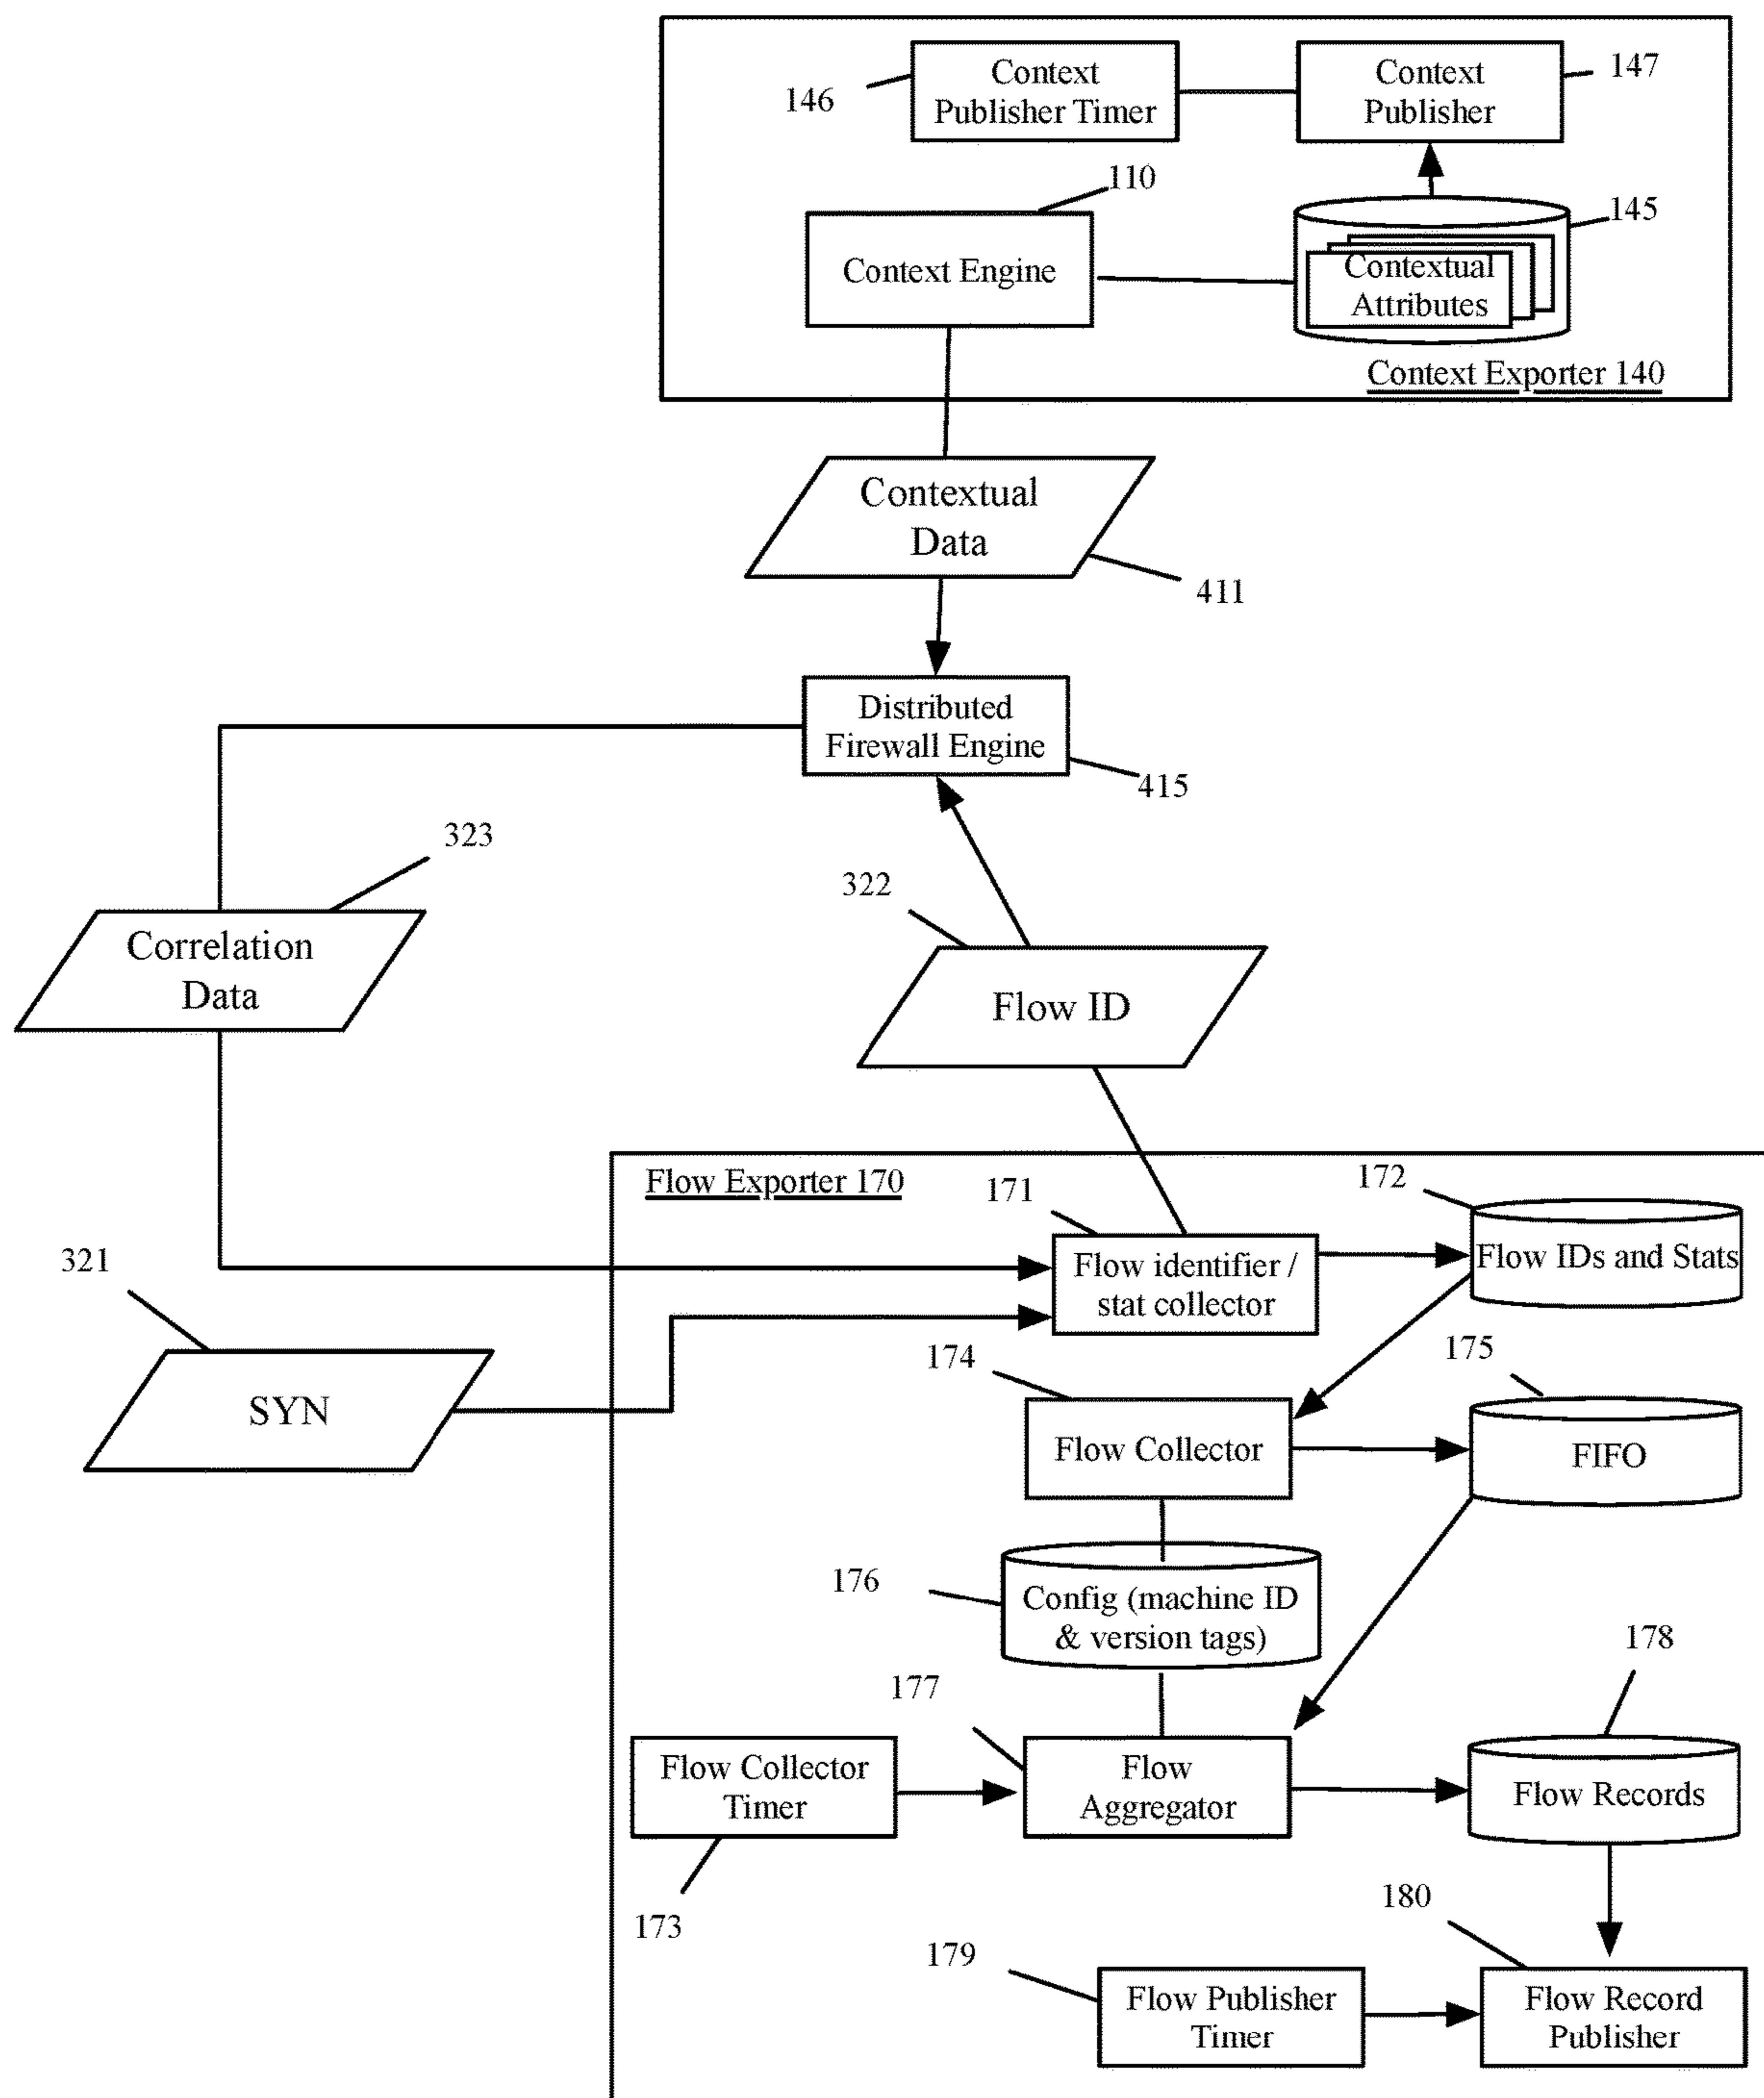 Context
Publisher Timer
146
Context
Publisher
147
110
Context Engine
145
Contextual
Attributes
Context Exporter 140
Contextual
Data
411
Distributed
Firewall Engine
415
323
Correlation
Data
322
Flow ID
Flow Exporter 170
171
172
Flow identifier /
stat collector
Flow IDs and Stats
321
SYN
174
175
Flow Collector
FIFO
176
Config (machine ID
& version tags)
177
178
Flow Collector
Timer
173
Flow
Aggregator
Flow Records
179
180
Flow Publisher
Timer
Flow Record
Publisher